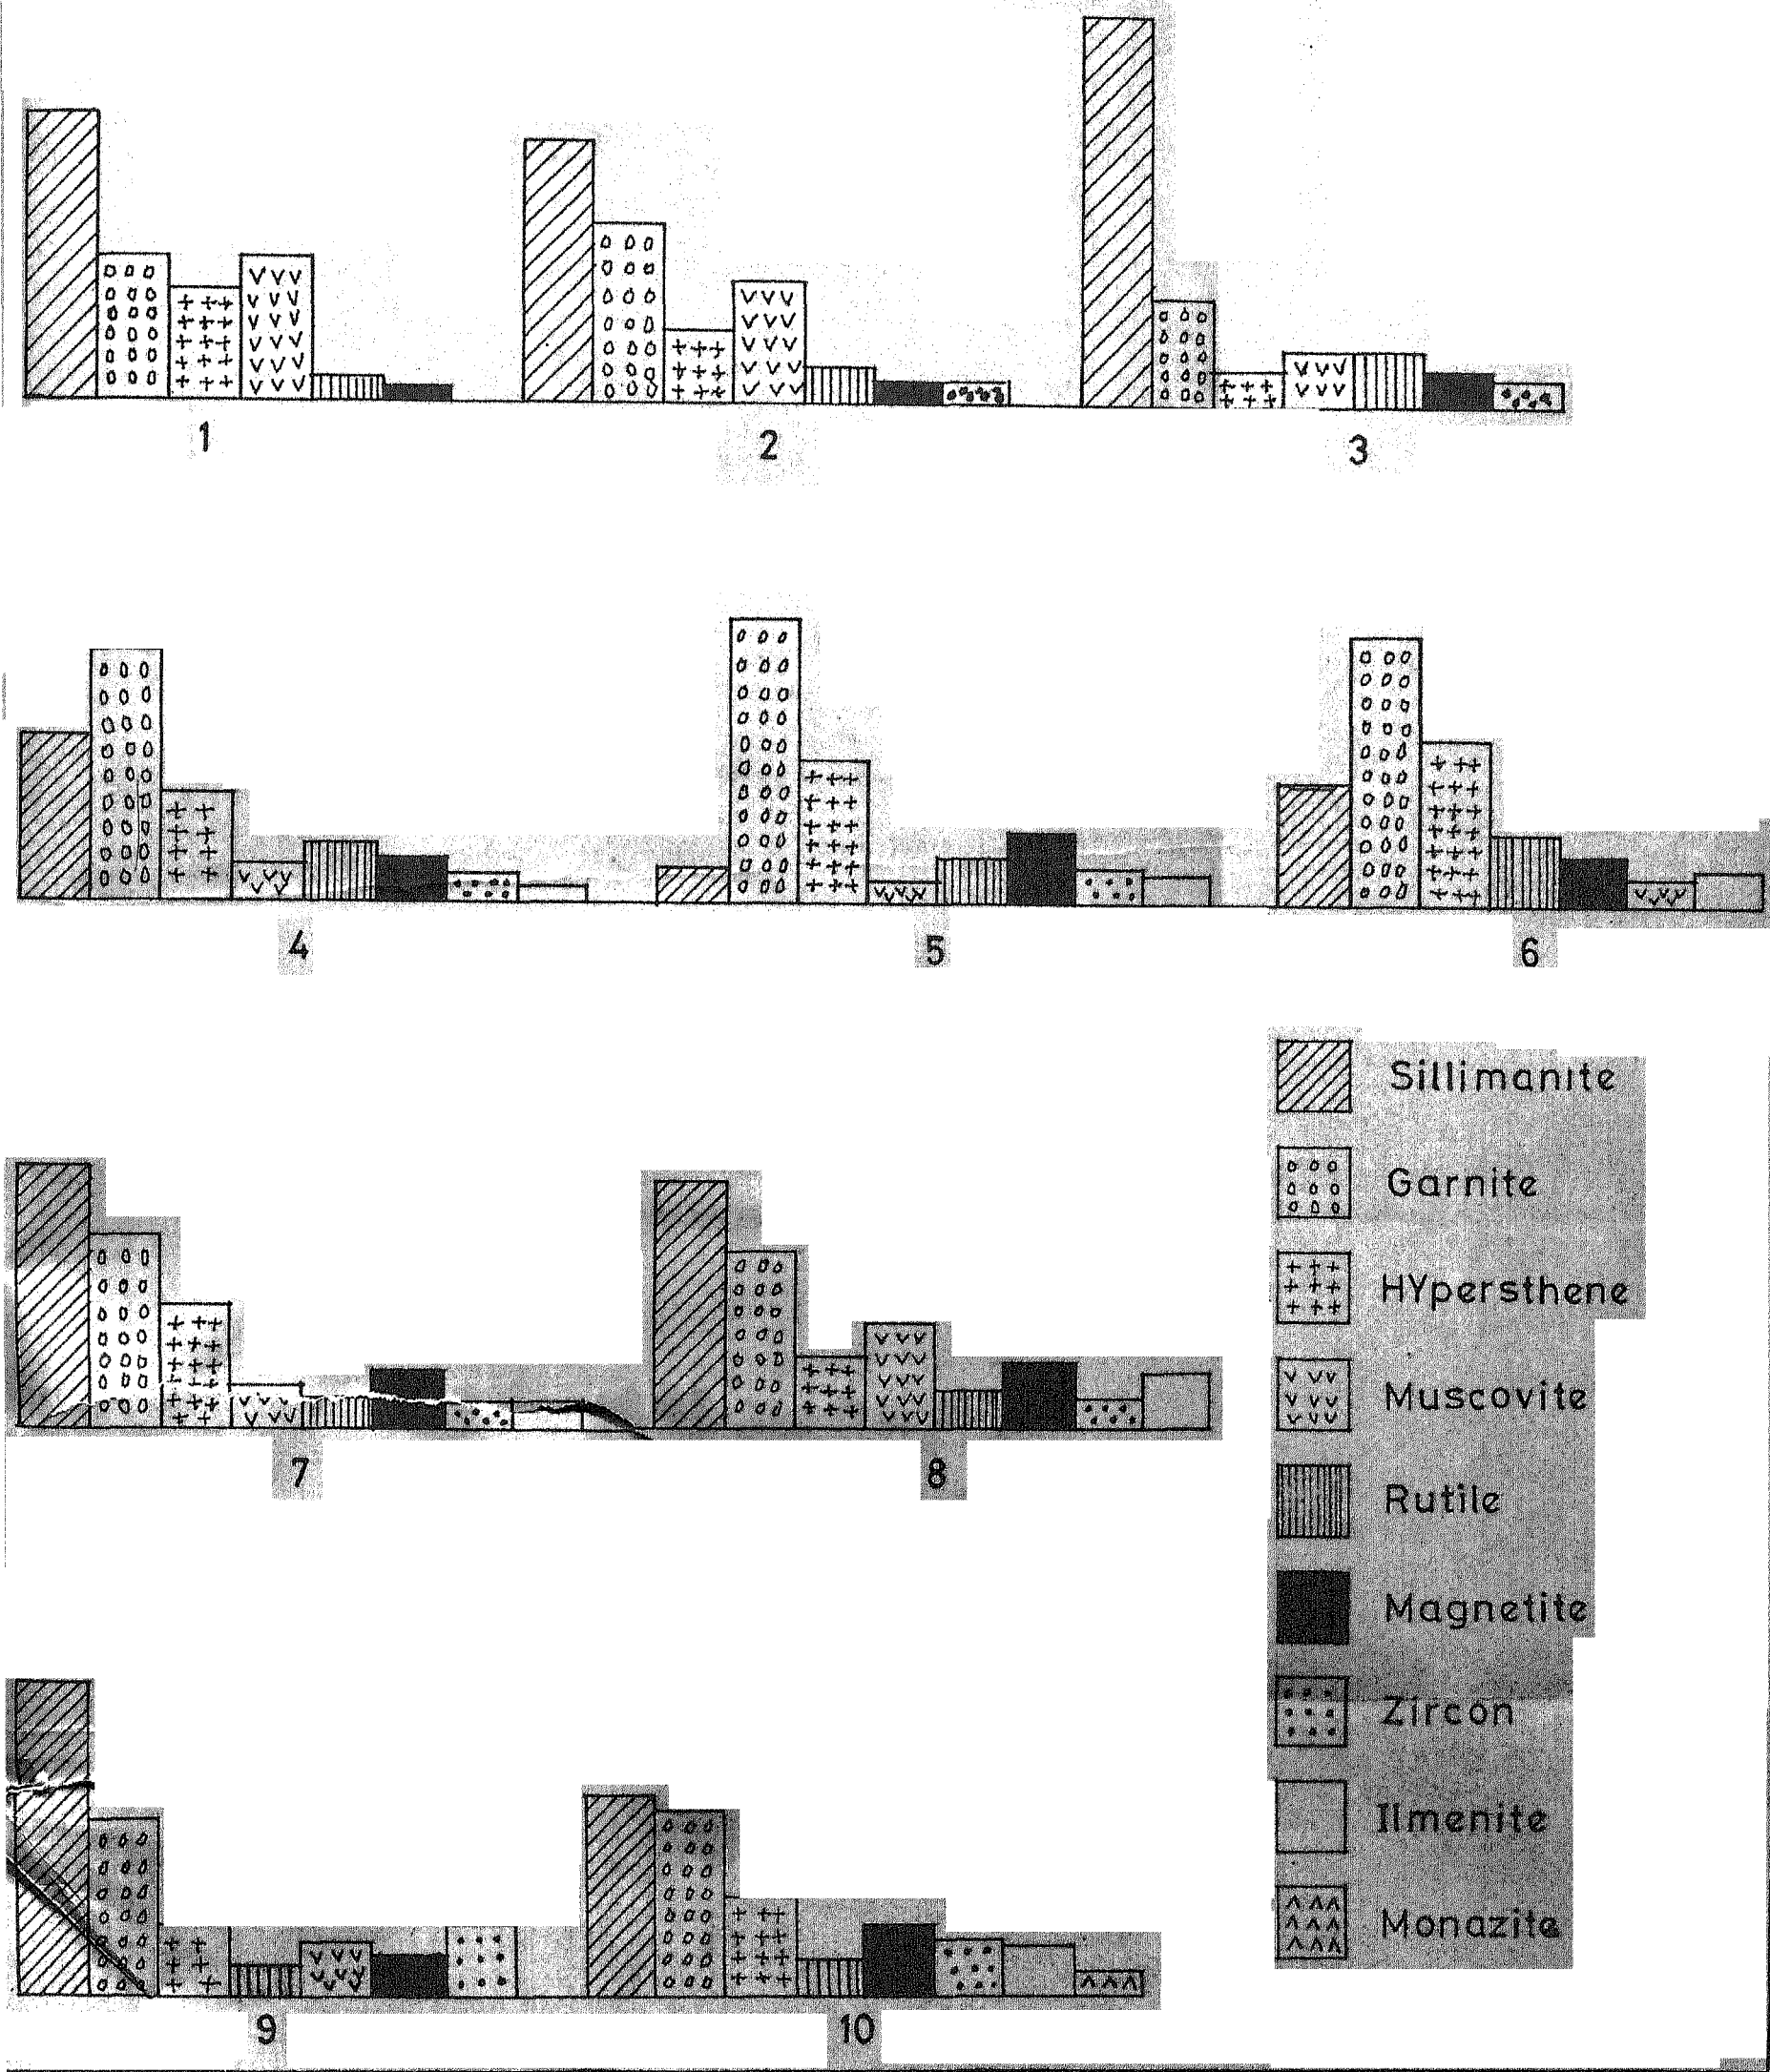 1 2 3
4 5 6
Sillimanite
Garnite
HYpersthene
Muscovite
Rutile
Magnetite
Zircon
Ilmenite
Monazite
7 8
9 10